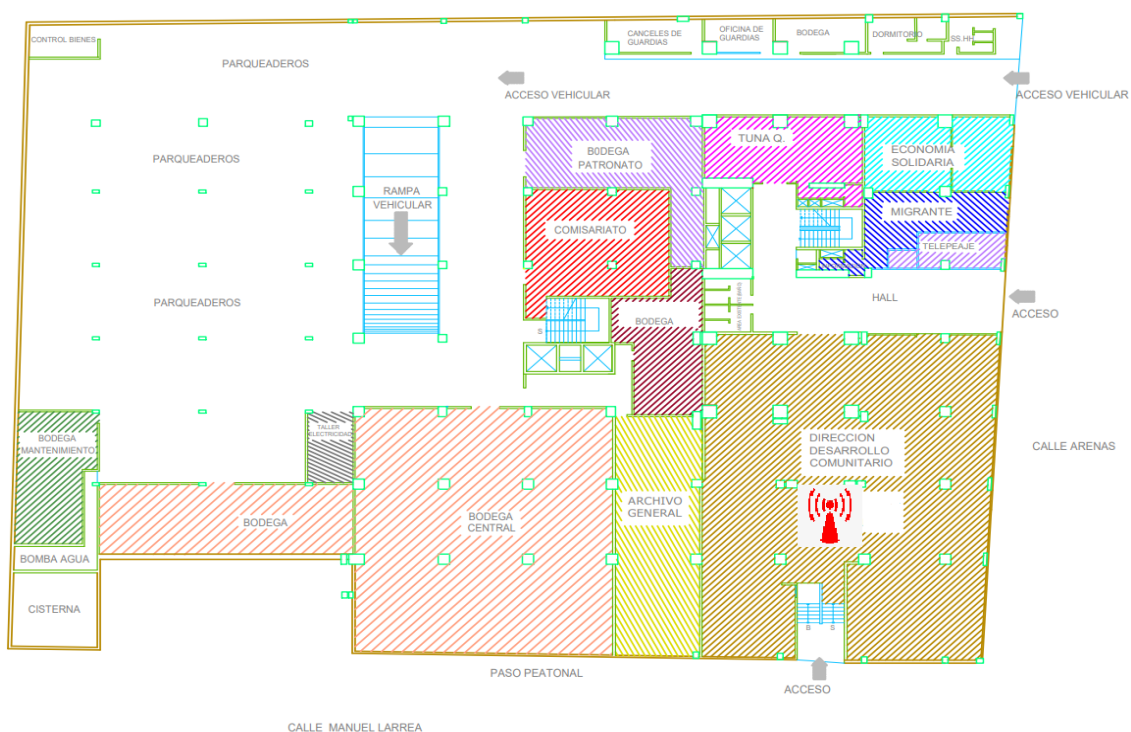 CONTROL BIENES
CANCELES DE
GUARDIAS
OFICINA DE
GUARDIAS
BODEGA
DORMITORIO
SS.HH
PARQUEADEROS
ACCESO VEHICULAR
ACCESO VEHICULAR
PARQUEADEROS
B0DEGA
PATRONATO
TUNA Q.
ECONOMIA
SOLIDARIA
RAMPA
VEHICULAR
COMISARIATO
MIGRANTE
TELEPEAJE
PARQUEADEROS
HALL
ACCESO
BODEGA
S
BODEGA
MANTENIMIENTO
TALLER
ELECTRICIDAD
DIRECCION
DESARROLLO
COMUNITARIO
CALLE ARENAS
BODEGA
BODEGA
CENTRAL
ARCHIVO
GENERAL
BOMBA AGUA
CISTERNA
B
S
PASO PEATONAL
ACCESO
CALLE MANUEL LARREA